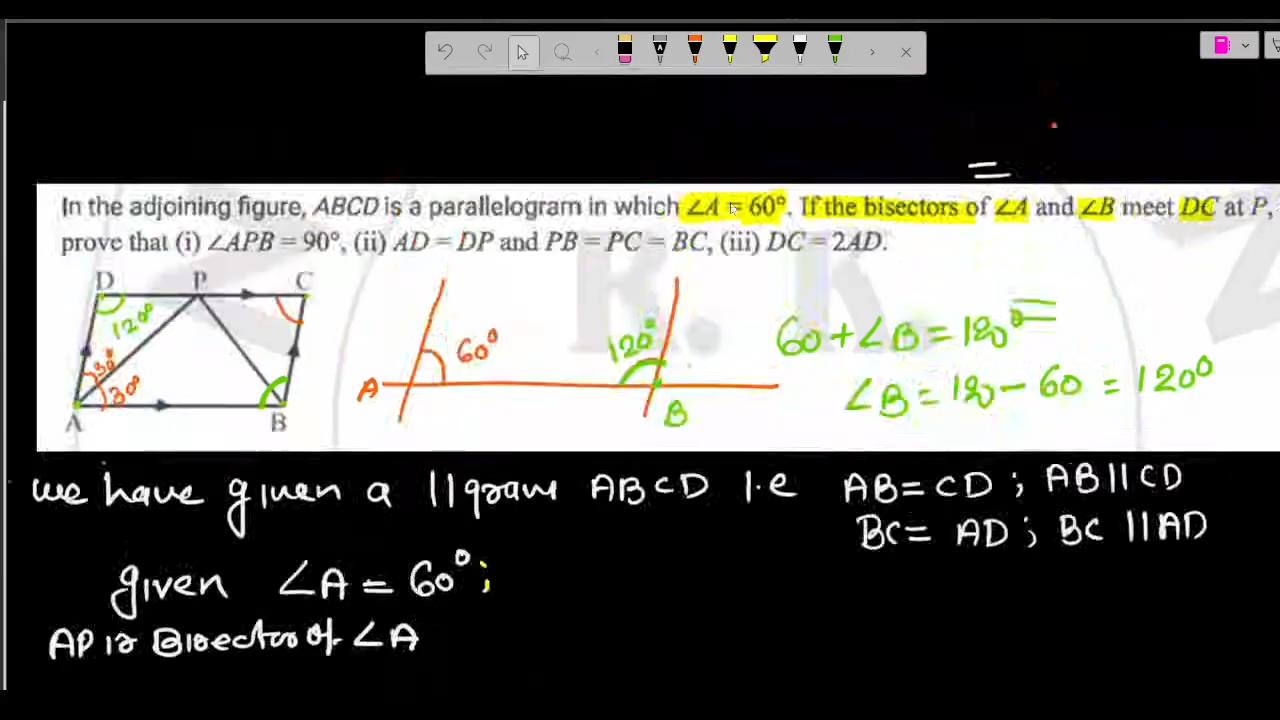 =
In the adjoining figure, ABCD is a parallelogram in which ∠A = 60°. If the bisectors of ∠A and ∠B meet DC at P,
prove that (i) ∠APB = 90°, (ii) AD = DP and PB = PC = BC, (iii) DC = 2AD.
D P C
120°
30°
30°
A B
60°
120°
A
B
60 + ∠B = 180°
∠B = 180 - 60 = 120°
we have given a ||gram ABCD i.e AB = CD ; AB || CD
BC = AD ; BC || AD
given ∠A = 60° ;
AP is Bisector of ∠A